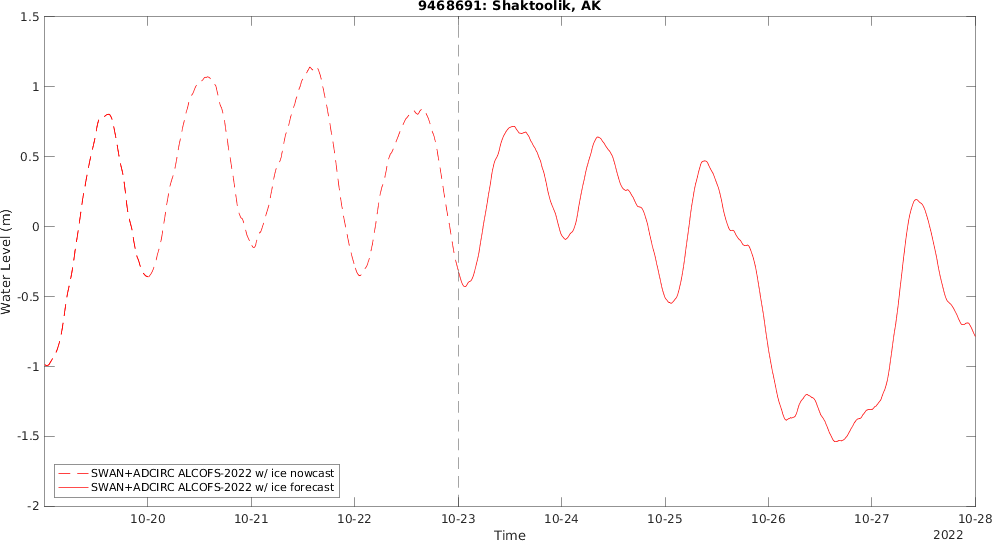 9468691: Shaktoolik, AK
Water Level (m)
1.5
1
0.5
0
-0.5
-1
-1.5
-2
SWAN+ADCIRC ALCOFS-2022 w/ ice nowcast
SWAN+ADCIRC ALCOFS-2022 w/ ice forecast
10-20 10-21 10-22 10-23 10-24 10-25 10-26 10-27 10-28
Time
2022